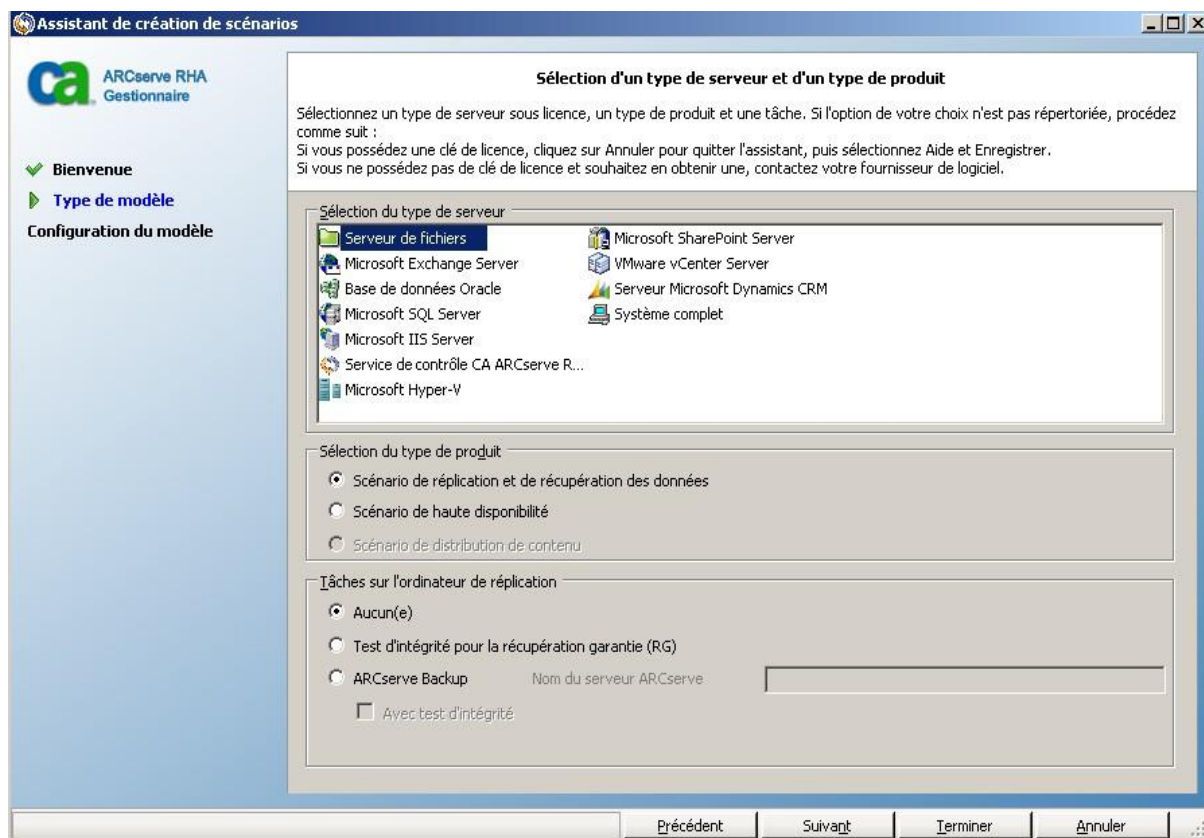 Assistant de création de scénarios
ca
ARCserve RHA
Gestionnaire
Bienvenue
Type de modèle
Configuration du modèle
Sélection d'un type de serveur et d'un type de produit
Sélectionnez un type de serveur sous licence, un type de produit et une tâche. Si l'option de votre choix n'est pas répertoriée, procédez
comme suit :
Si vous possédez une clé de licence, cliquez sur Annuler pour quitter l'assistant, puis sélectionnez Aide et Enregistrer.
Si vous ne possédez pas de clé de licence et souhaitez en obtenir une, contactez votre fournisseur de logiciel.
Sélection du type de serveur
Serveur de fichiers
Microsoft Exchange Server
Base de données Oracle
Microsoft SQL Server
Microsoft IIS Server
Service de contrôle CA ARCserve R...
Microsoft Hyper-V
Microsoft SharePoint Server
VMware vCenter Server
Serveur Microsoft Dynamics CRM
Système complet
Sélection du type de produit
Scénario de réplication et de récupération des données
Scénario de haute disponibilité
Scénario de distribution de contenu
Tâches sur l'ordinateur de réplication
Aucun(e)
Test d'intégrité pour la récupération garantie (RG)
ARCserve Backup Nom du serveur ARCserve
Avec test d'intégrité
Précédent Suivant Terminer Annuler